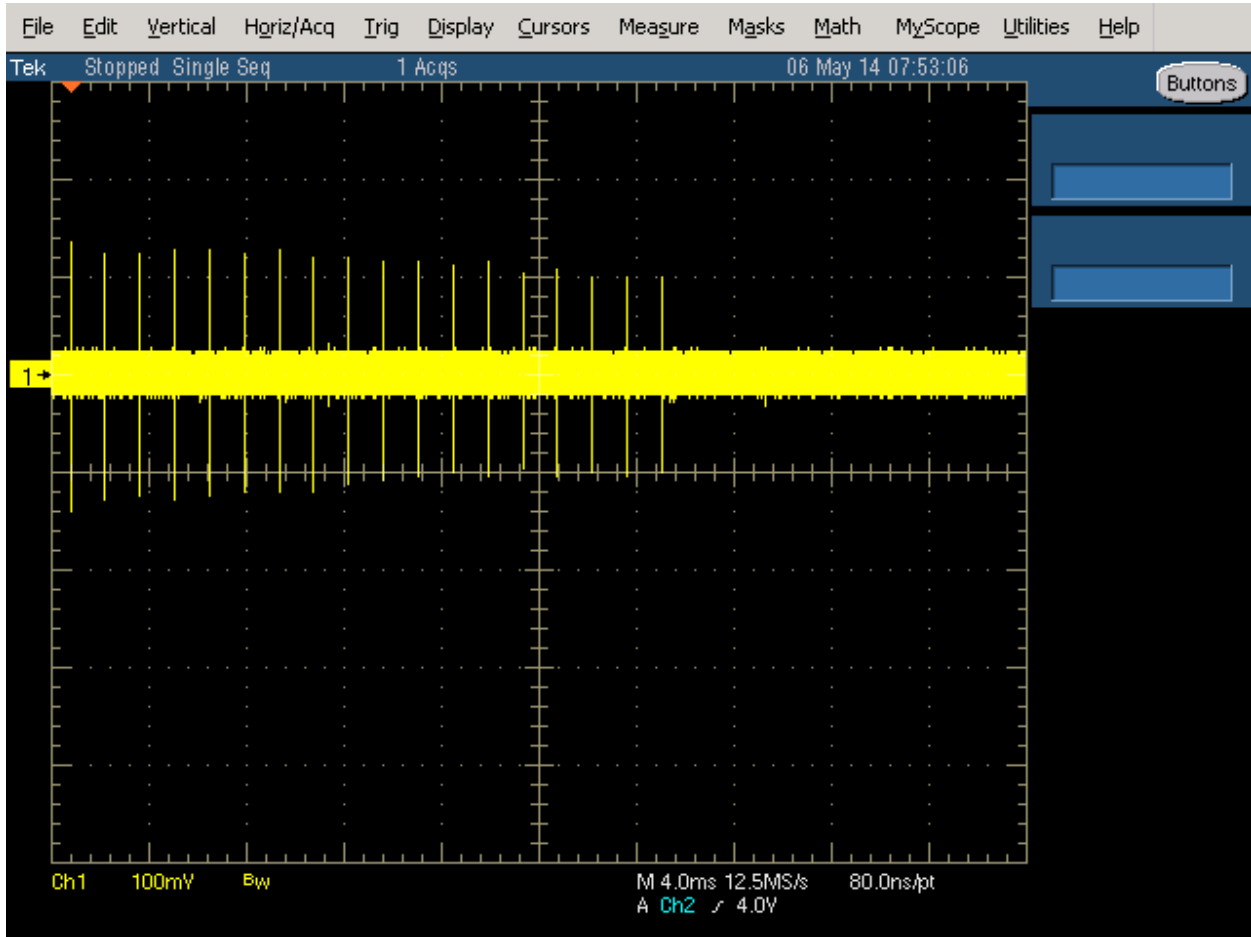 File Edit Vertical Horiz/Acq Trig Display Cursors Measure Masks Math MyScope Utilities Help
Tek Stopped Single Seq 1 Acqs 06 May 14 07:53:06 Buttons
1
Ch1 100mV Bw M 4.0ms 12.5MS/s 80.0ns/pt
A Ch2 / 4.0V